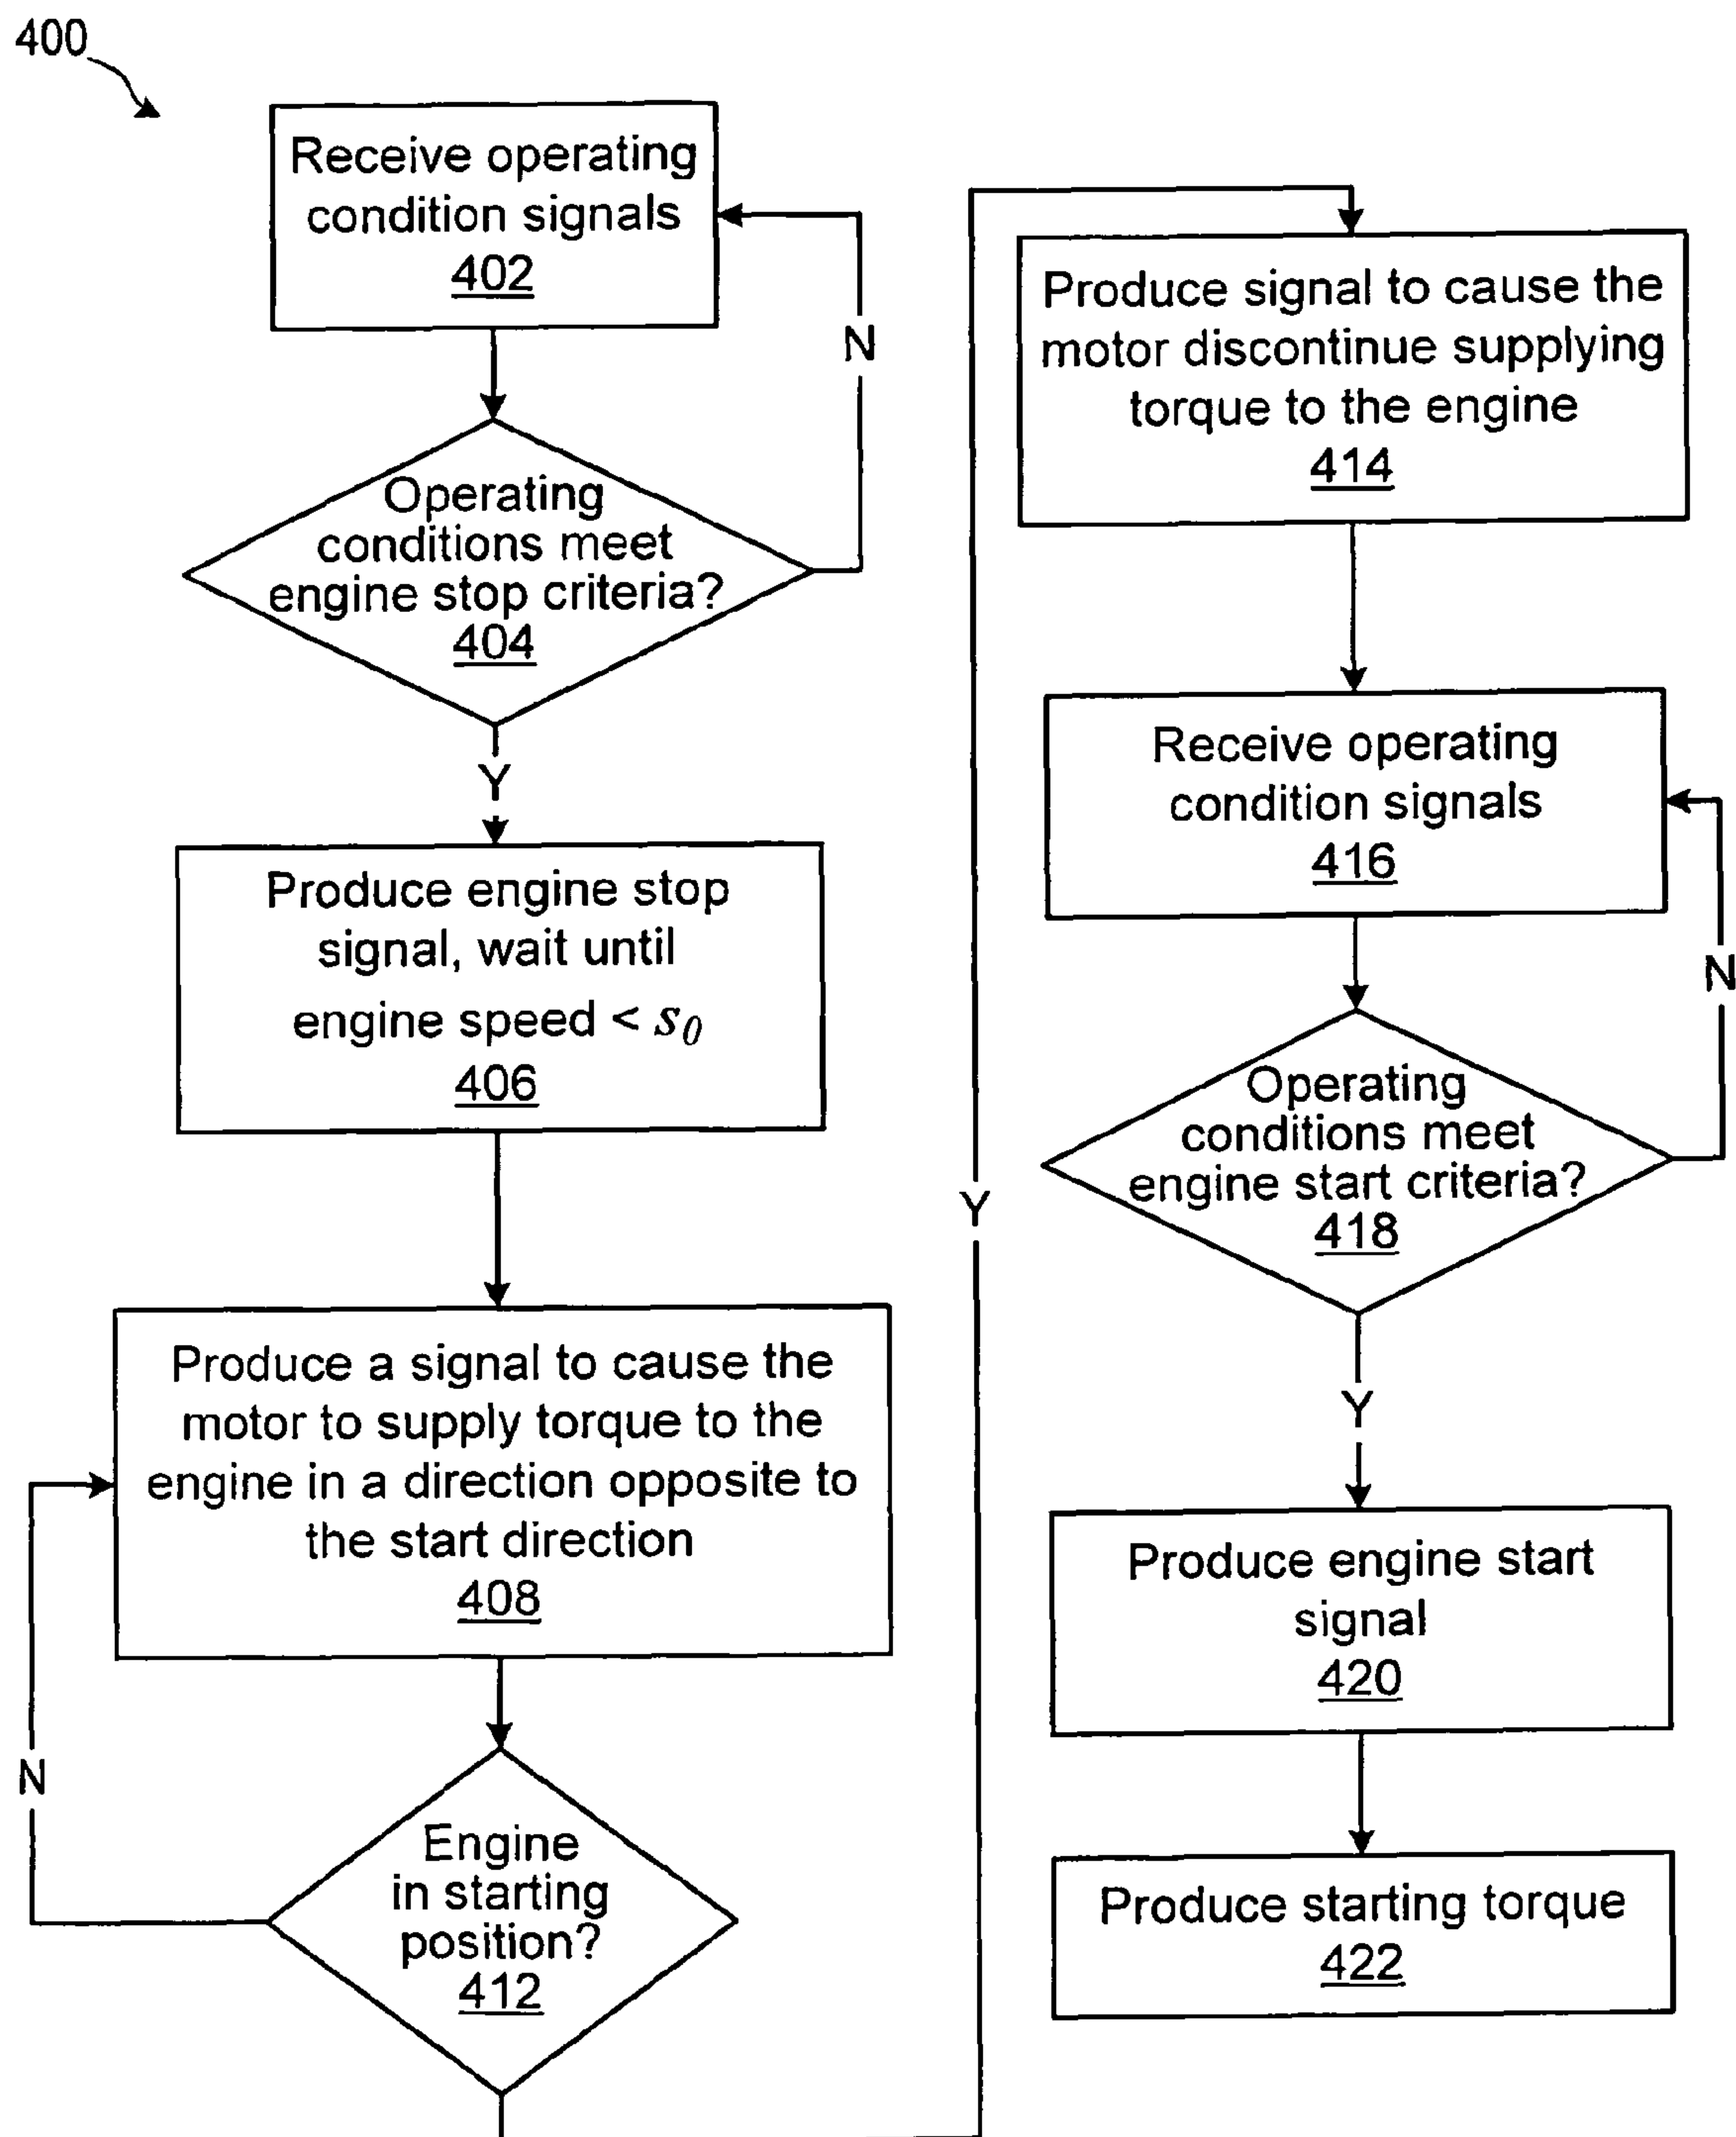 400
Receive operating
condition signals
402
N
Operating
conditions meet
engine stop criteria?
404
Y
Produce engine stop
signal, wait until
engine speed < s0
406
Produce a signal to cause the
motor to supply torque to the
engine in a direction opposite to
the start direction
408
N
Engine
in starting
position?
412
Y
Produce signal to cause the
motor discontinue supplying
torque to the engine
414
Receive operating
condition signals
416
N
Operating
conditions meet
engine start criteria?
418
Y
Produce engine start
signal
420
Produce starting torque
422